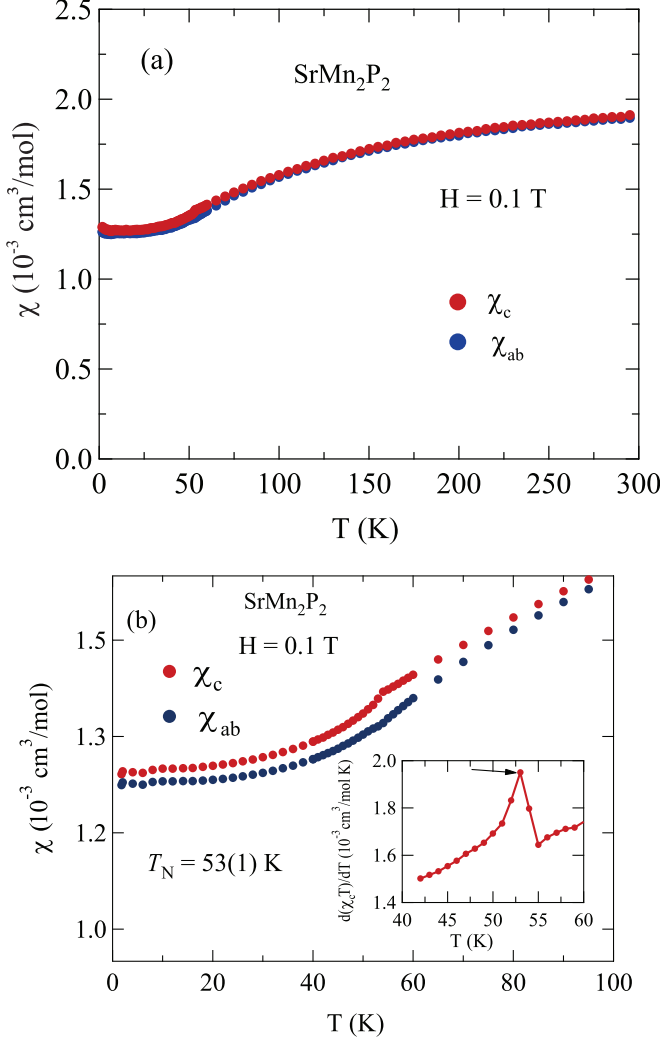 2.5
(a)
SrMn₂P₂
2.0
1.5
H = 0.1 T
1.0
χc
χab
0.5
0.0
0 50 100 150 200 250 300
χ (10⁻³ cm³/mol)
T (K)
(b)
SrMn₂P₂
H = 0.1 T
1.5
χc
χab
1.3
1.2
1.0
T_N = 53(1) K
χ (10⁻³ cm³/mol)
0 20 40 60 80 100
T (K)
2.0
1.8
1.6
1.4
d(χcT)/dT (10⁻³ cm³/mol K)
40 45 50 55 60
T (K)